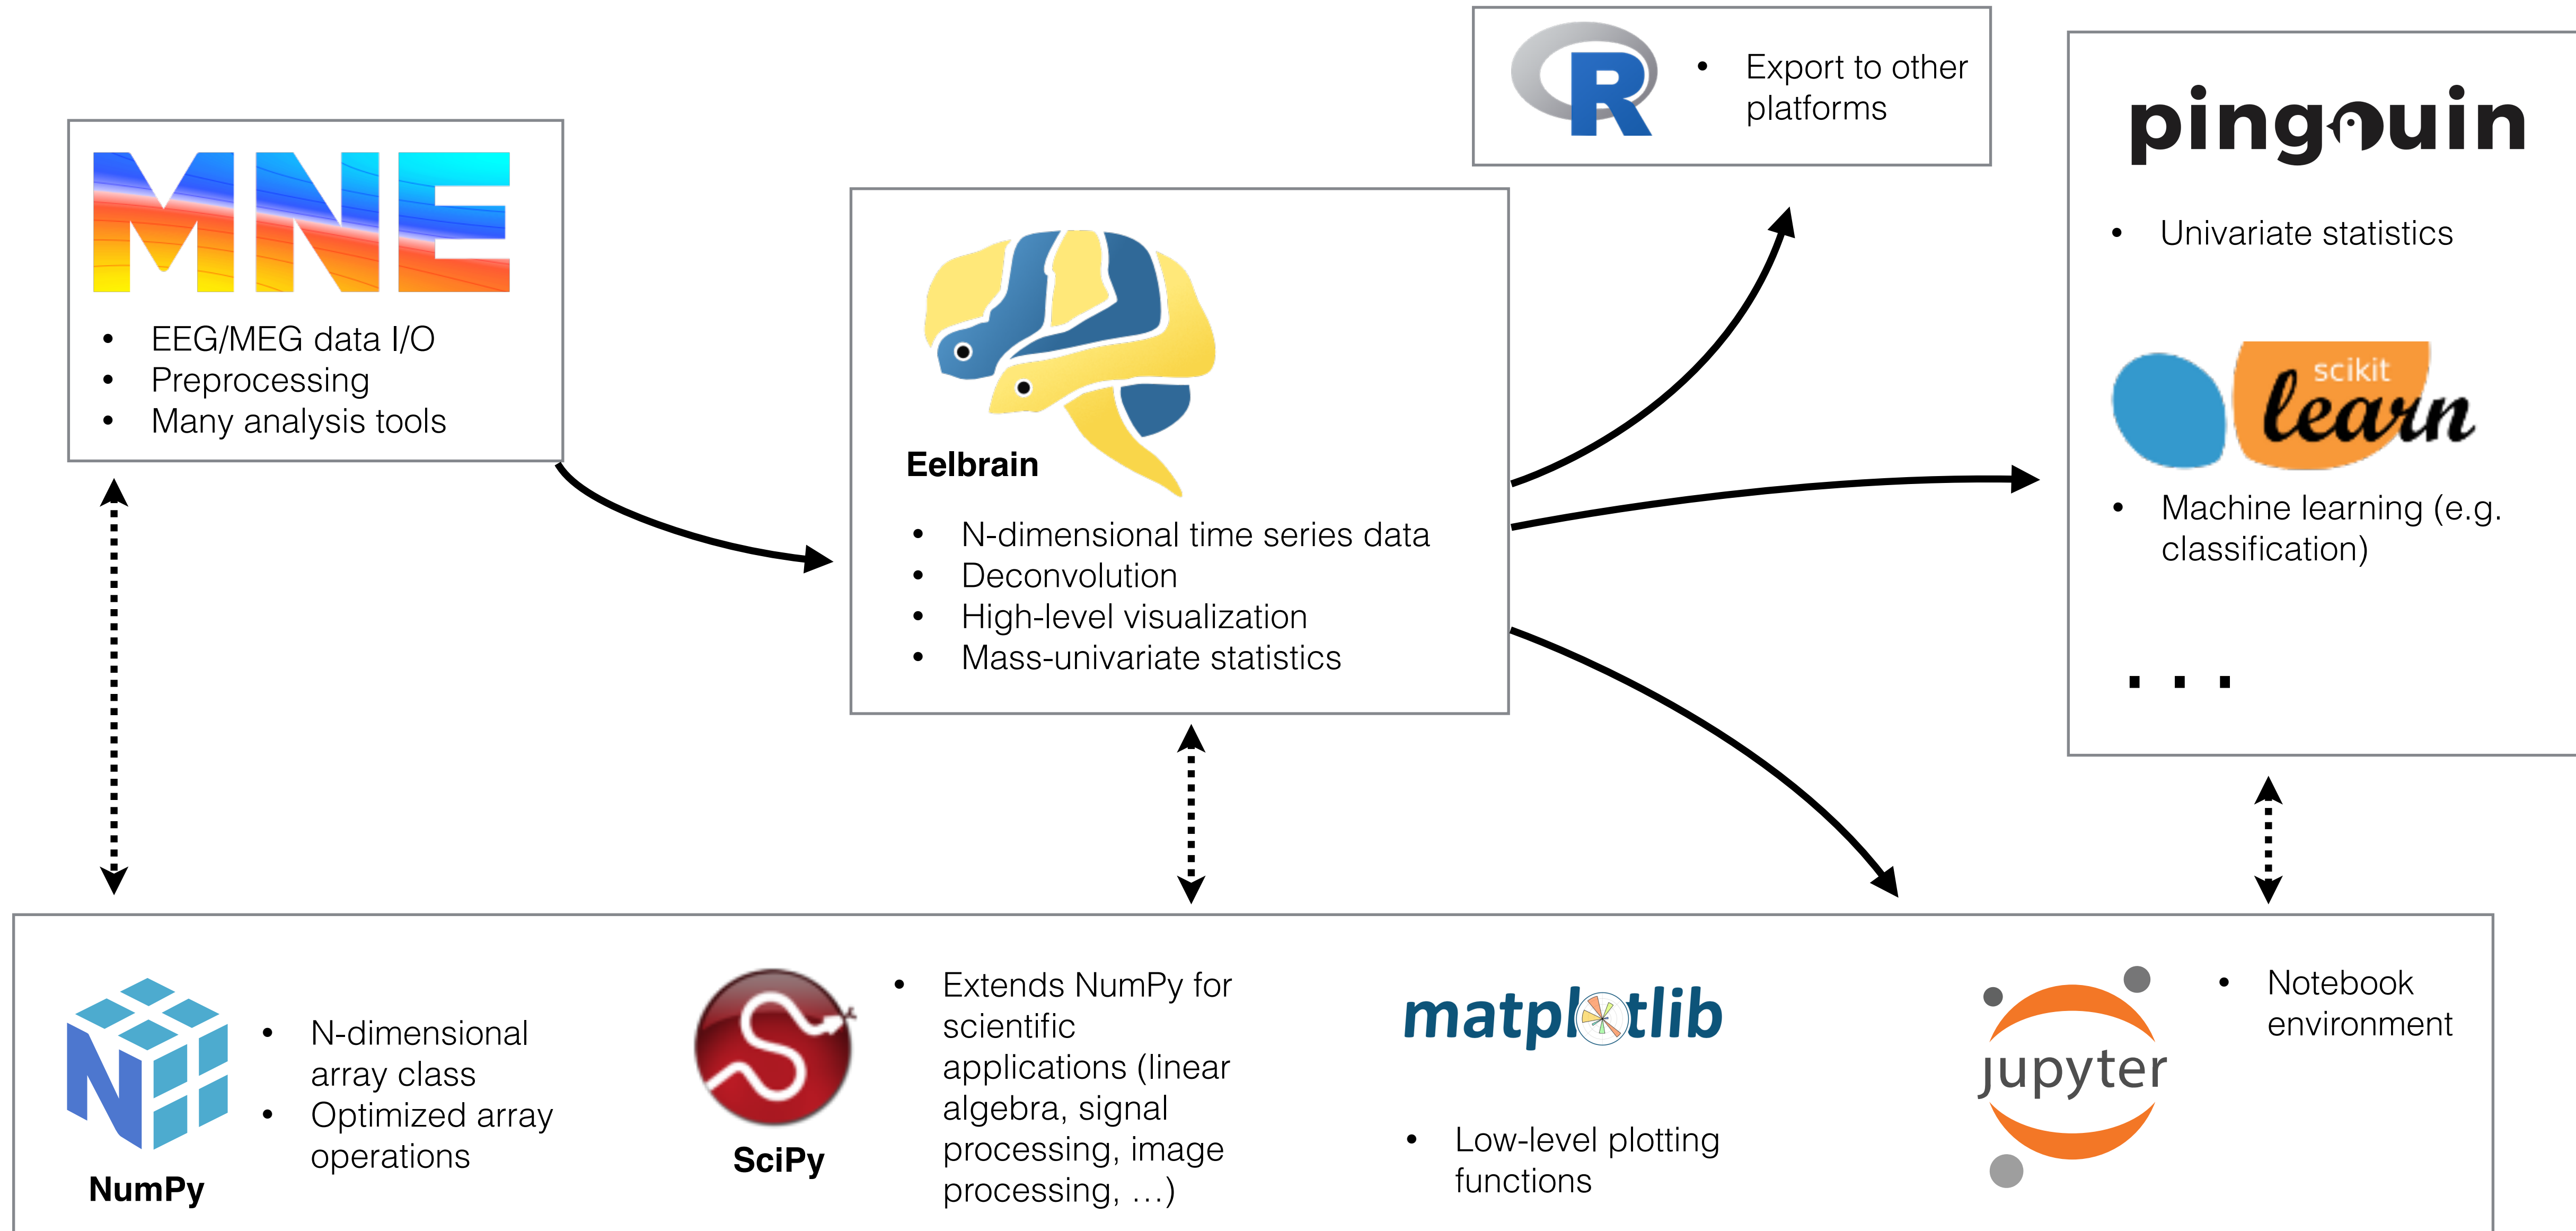 MNE
• EEG/MEG data I/O
• Preprocessing
• Many analysis tools
Eelbrain
• N-dimensional time series data
• Deconvolution
• High-level visualization
• Mass-univariate statistics
R
• Export to other
platforms
pingouin
• Univariate statistics
scikit
learn
• Machine learning (e.g.
classification)
...
N
NumPy
• N-dimensional
array class
• Optimized array
operations
SciPy
• Extends NumPy for
scientific
applications (linear
algebra, signal
processing, image
processing, …)
matplotlib
• Low-level plotting
functions
jupyter
• Notebook
environment